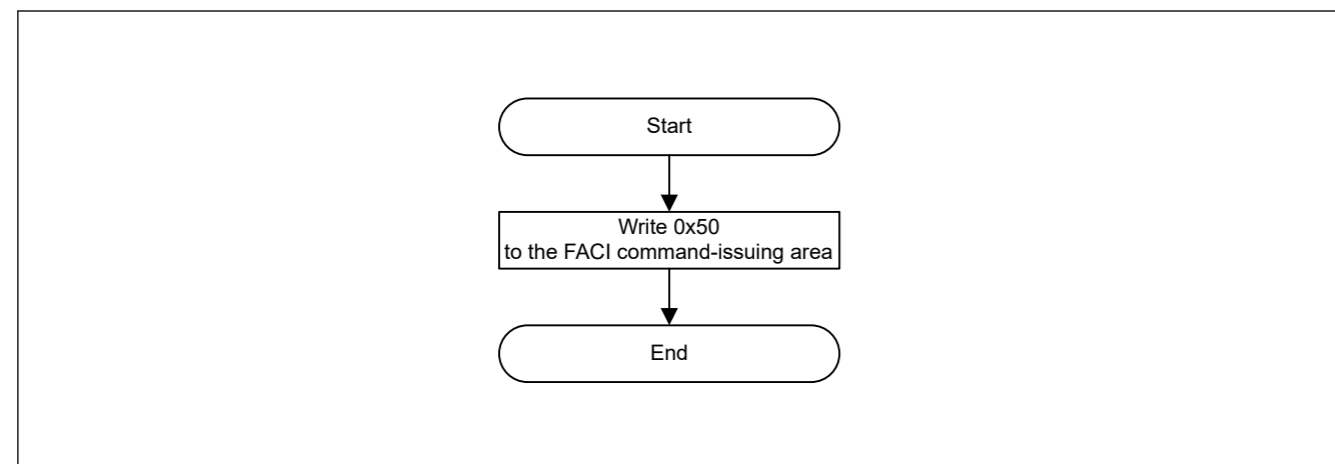 Start
Write 0x50
to the FACI command-issuing area
End